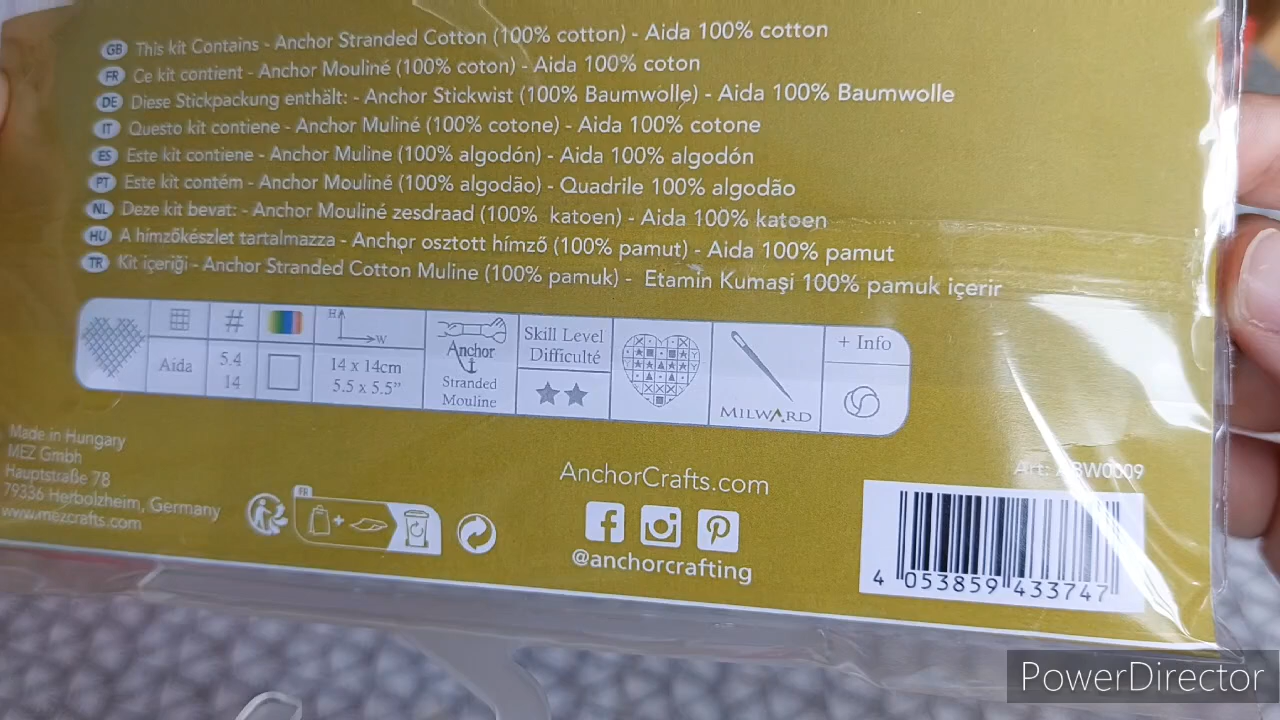 GB This kit Contains - Anchor Stranded Cotton (100% cotton) - Aida 100% cotton
FR Ce kit contient - Anchor Mouliné (100% coton) - Aida 100% coton
DE Diese Stickpackung enthält: - Anchor Stickwist (100% Baumwolle) - Aida 100% Baumwolle
IT Questo kit contiene - Anchor Muliné (100% cotone) - Aida 100% cotone
ES Este kit contiene - Anchor Muline (100% algodón) - Aida 100% algodón
PT Este kit contém - Anchor Mouliné (100% algodão) - Quadrile 100% algodão
NL Deze kit bevat: - Anchor Mouliné zesdraad (100% katoen) - Aida 100% katoen
HU A hímzőkészlet tartalmazza - Anchor osztott hímző (100% pamut) - Aida 100% pamut
TR Kit içeriği - Anchor Stranded Cotton Muline (100% pamuk) - Etamin Kumaşi 100% pamuk içerir
Aida
#
5.4
14
H
W
14 x 14cm
5.5 x 5.5"
Anchor
Stranded
Mouline
Skill Level
Difficulté
MILWARD
+ Info
Made in Hungary
MEZ Gmbh
Hauptstraße 78
79336 Herbolzheim, Germany
www.mezcrafts.com
FR
AnchorCrafts.com
@anchorcrafting
Art: BW0009
4 053859 433747
PowerDirector